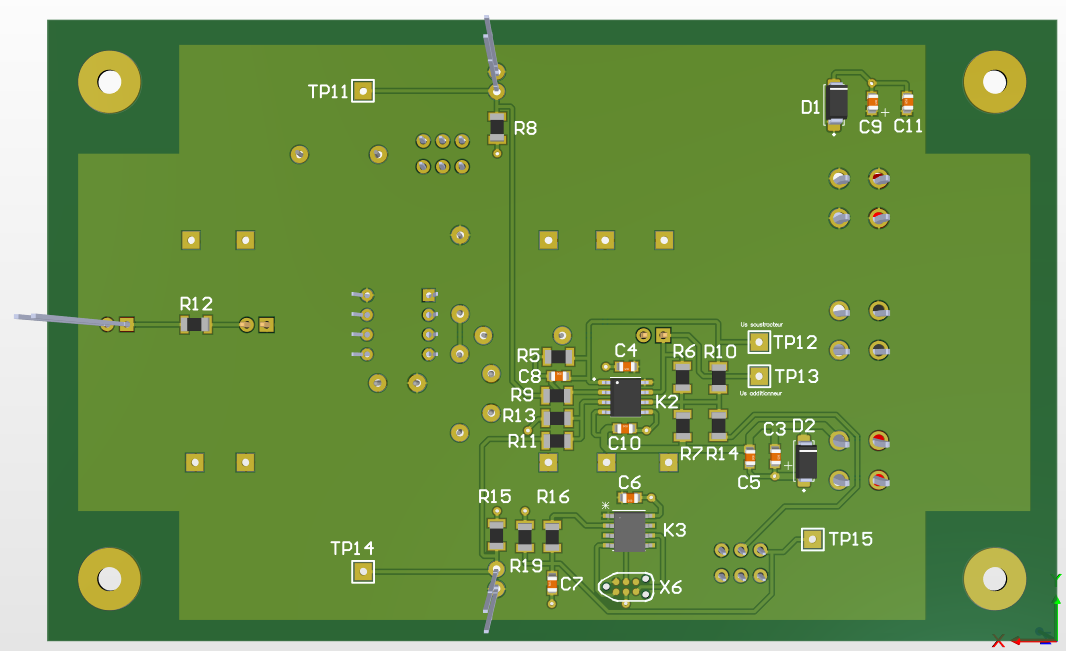 TP11
R8
D1
C9
+
C11
R12
Us soustracteur
TP12
R5
C4
R6
R10
C8
TP13
R9
K2
Us additionneur
R13
R11
C10
R7
R14
C3
D2
+
C5
C6
R15
R16
*
K3
TP14
TP15
R19
C7
X6
Y
X